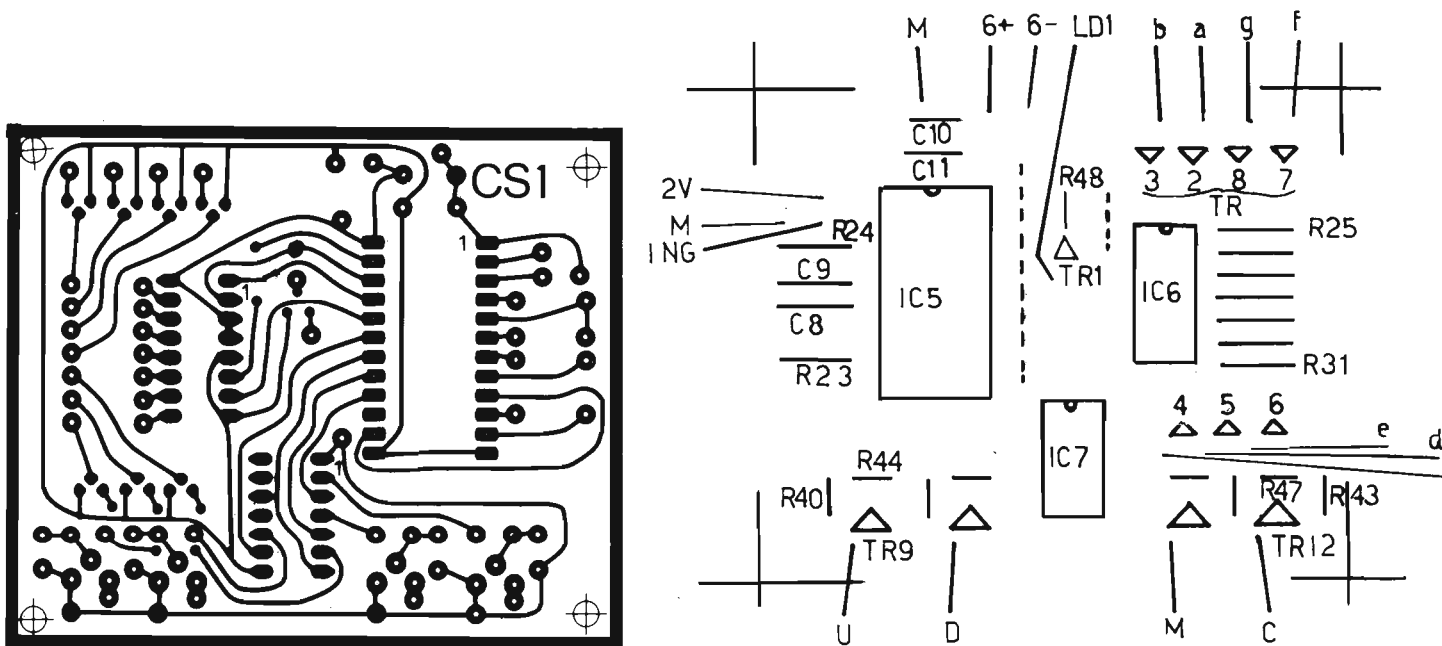 CS1
1
1
1
M 6+ 6- LD1 b a g f
C10
C11
3 2 8 7
TR
2V
M
ING
R24
R48
R25
C9
TR1
IC5
IC6
C8
R23
R31
4 5 6
e
d
R44
IC7
R40
R47
R43
TR9
TR12
U D M C